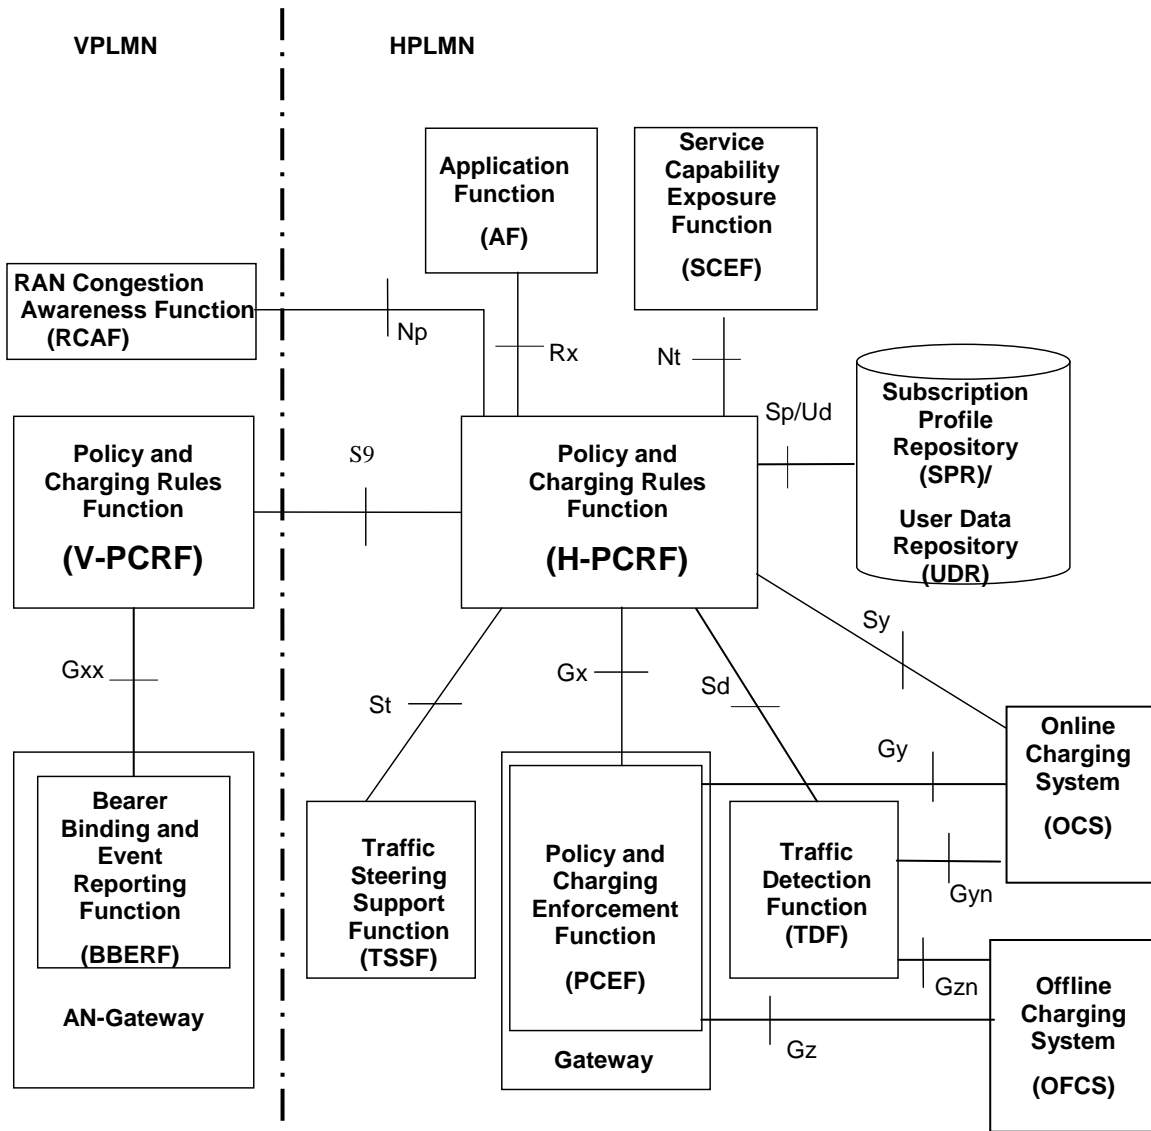 VPLMN
HPLMN
Application
Function
(AF)
Service
Capability
Exposure
Function
(SCEF)
RAN Congestion
Awareness Function
(RCAF)
Np
Rx
Nt
Sp/Ud
Subscription
Profile
Repository
(SPR)/
User Data
Repository
(UDR)
Policy and
Charging Rules
Function
(V-PCRF)
S9
Policy and
Charging Rules
Function
(H-PCRF)
Gxx
St
Gx
Sd
Sy
Gy
Online
Charging
System
(OCS)
Bearer
Binding and
Event
Reporting
Function
(BBERF)
AN-Gateway
Traffic
Steering
Support
Function
(TSSF)
Policy and
Charging
Enforcement
Function
(PCEF)
Gateway
Traffic
Detection
Function
(TDF)
Gyn
Gzn
Gz
Offline
Charging
System
(OFCS)